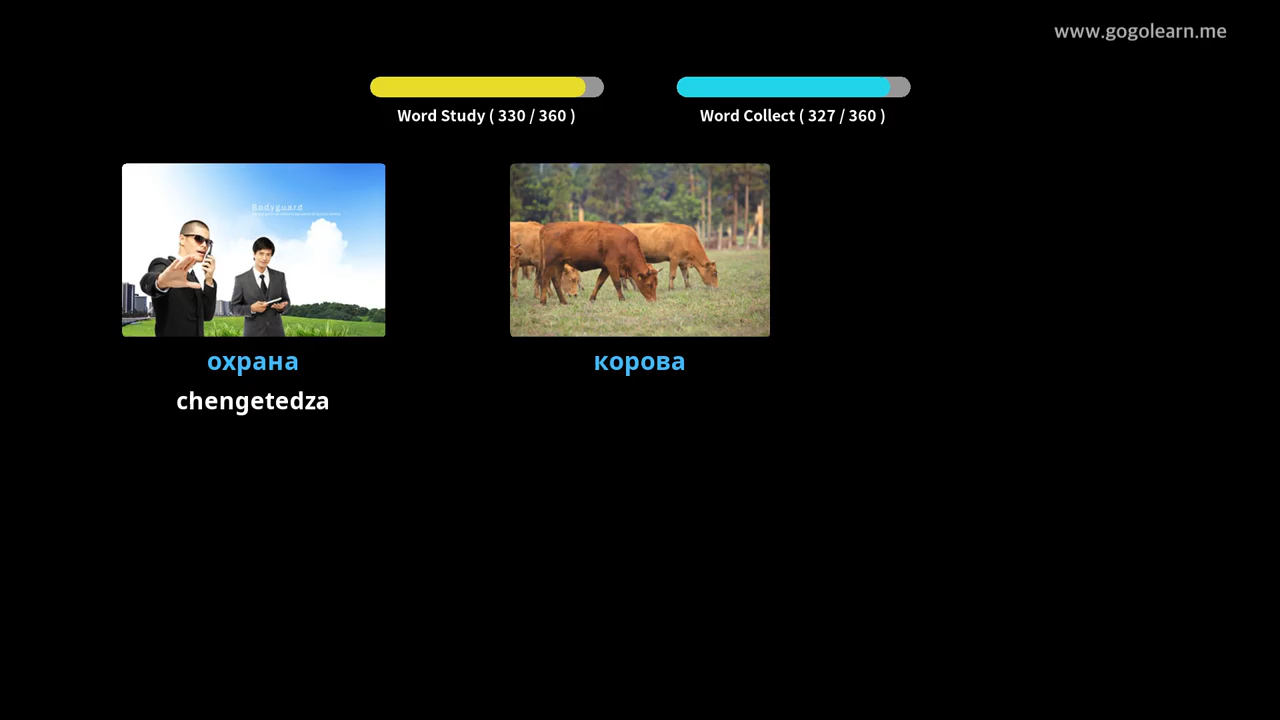 www.gogolearn.me
Word Study ( 330 / 360 )
Word Collect ( 327 / 360 )
Bodyguard
охрана
корова
chengetedza